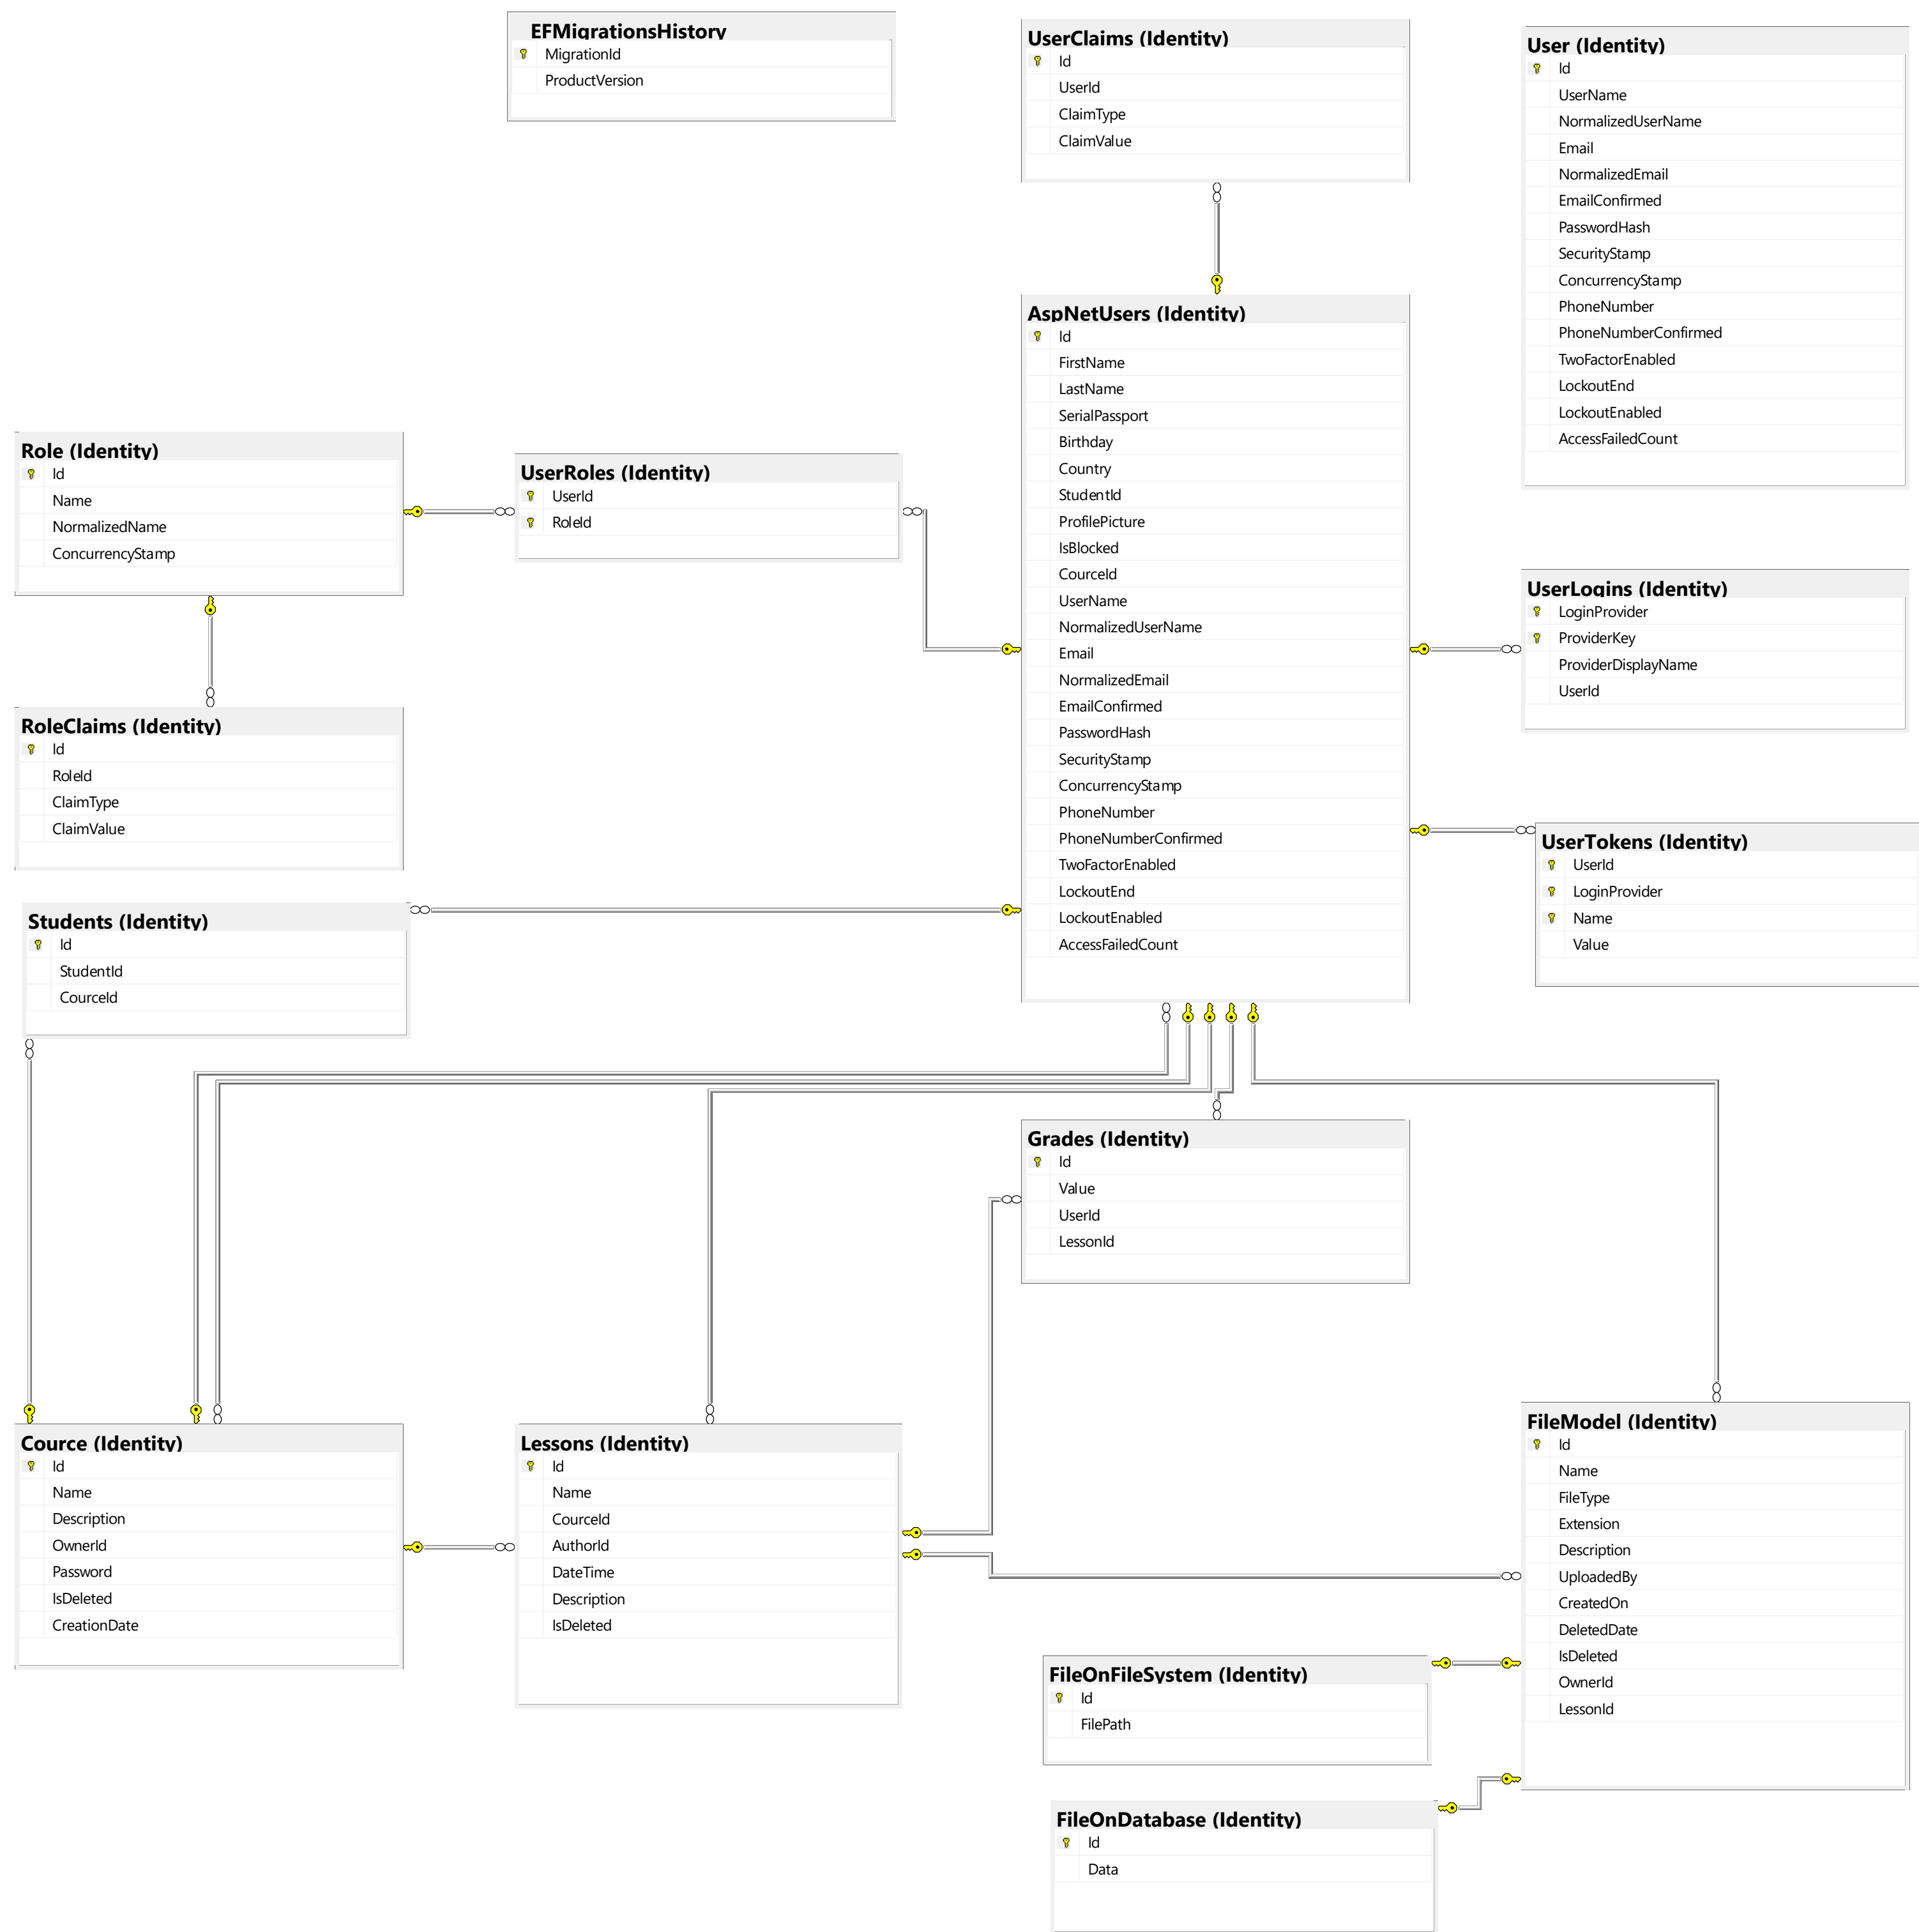 EFMigrationsHistory
MigrationId
ProductVersion
UserClaims (Identity)
Id
UserId
ClaimType
ClaimValue
User (Identity)
Id
UserName
NormalizedUserName
Email
NormalizedEmail
EmailConfirmed
PasswordHash
SecurityStamp
ConcurrencyStamp
PhoneNumber
PhoneNumberConfirmed
TwoFactorEnabled
LockoutEnd
LockoutEnabled
AccessFailedCount
AspNetUsers (Identity)
Id
FirstName
LastName
SerialPassport
Birthday
Country
StudentId
ProfilePicture
IsBlocked
CourceId
UserName
NormalizedUserName
Email
NormalizedEmail
EmailConfirmed
PasswordHash
SecurityStamp
ConcurrencyStamp
PhoneNumber
PhoneNumberConfirmed
TwoFactorEnabled
LockoutEnd
LockoutEnabled
AccessFailedCount
Role (Identity)
Id
Name
NormalizedName
ConcurrencyStamp
UserRoles (Identity)
UserId
RoleId
UserLogins (Identity)
LoginProvider
ProviderKey
ProviderDisplayName
UserId
RoleClaims (Identity)
Id
RoleId
ClaimType
ClaimValue
UserTokens (Identity)
UserId
LoginProvider
Name
Value
Students (Identity)
Id
StudentId
CourceId
Grades (Identity)
Id
Value
UserId
LessonId
Cource (Identity)
Id
Name
Description
OwnerId
Password
IsDeleted
CreationDate
Lessons (Identity)
Id
Name
CourceId
AuthorId
DateTime
Description
IsDeleted
FileModel (Identity)
Id
Name
FileType
Extension
Description
UploadedBy
CreatedOn
DeletedDate
IsDeleted
OwnerId
LessonId
FileOnFileSystem (Identity)
Id
FilePath
FileOnDatabase (Identity)
Id
Data